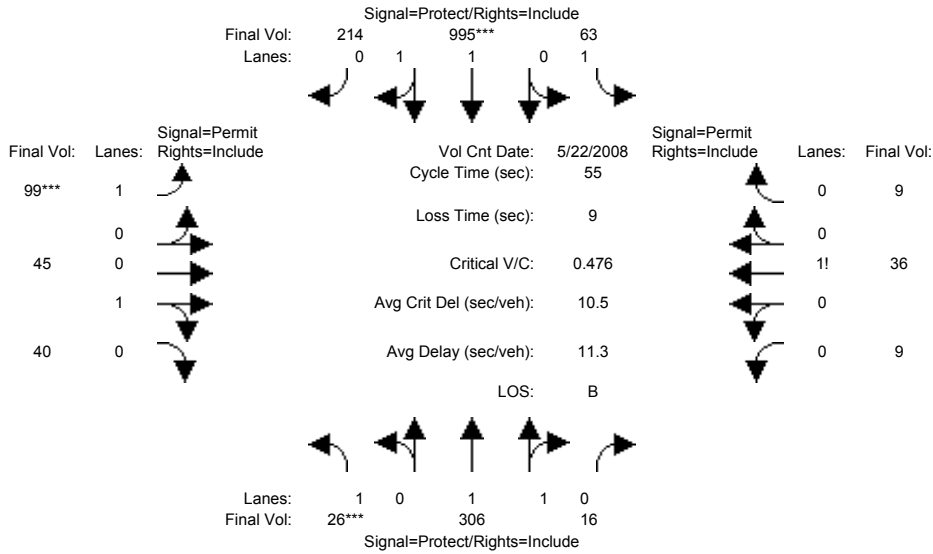 Signal=Protect/Rights=Include
Final Vol: 214 995*** 63
Lanes: 0 1 1 0 1
Signal=Permit Signal=Permit
Final Vol: Lanes: Rights=Include Vol Cnt Date: 5/22/2008 Rights=Include Lanes: Final Vol:
Cycle Time (sec): 55
99*** 1 0 9
Loss Time (sec): 9
0 0
45 0 Critical V/C: 0.476 1! 36
1 Avg Crit Del (sec/veh): 10.5 0
40 0 Avg Delay (sec/veh): 11.3 0 9
LOS: B
Lanes: 1 0 1 1 0
Final Vol: 26*** 306 16
Signal=Protect/Rights=Include